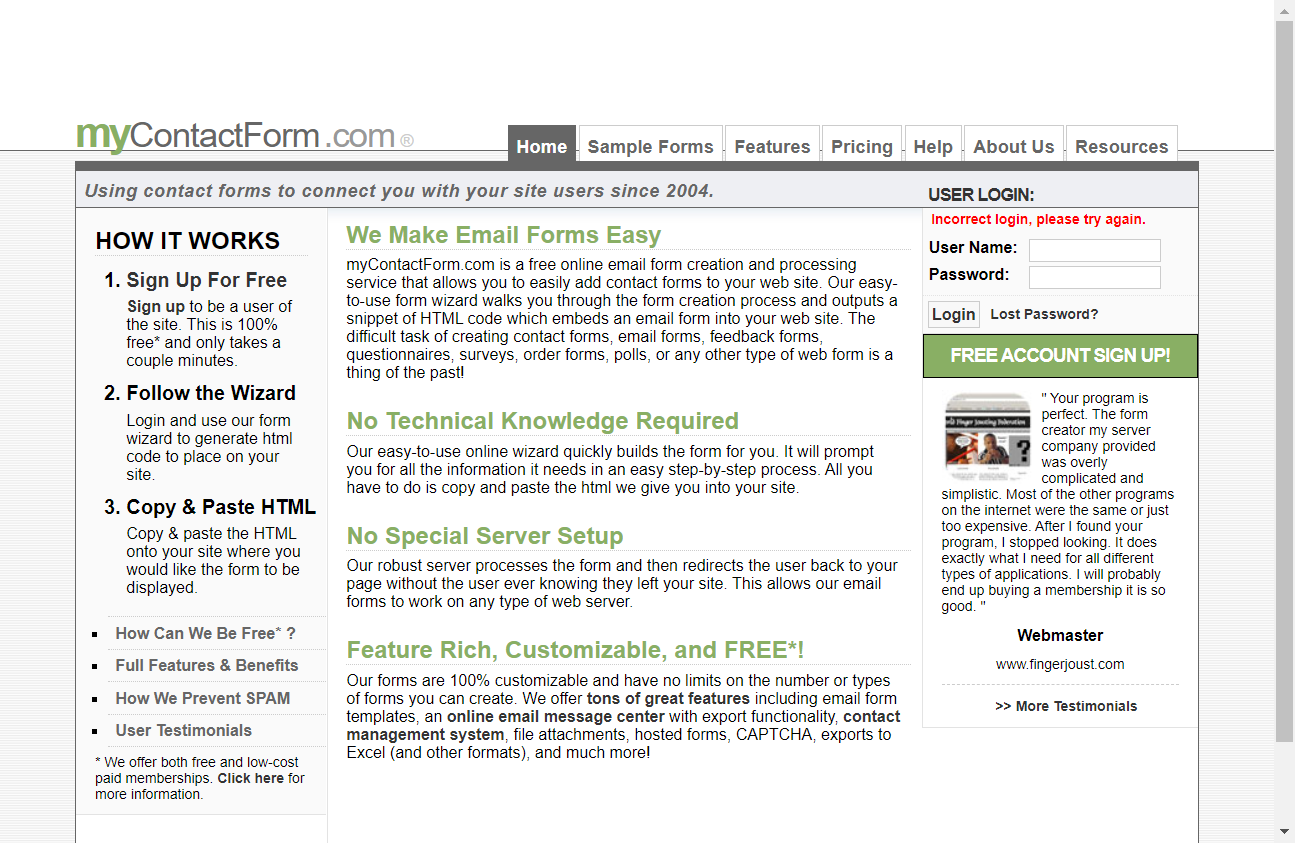 myContactForm.com ®
Home
Sample Forms
Features
Pricing
Help
About Us
Resources
Using contact forms to connect you with your site users since 2004.
HOW IT WORKS
1. Sign Up For Free
Sign up to be a user of
the site. This is 100%
free* and only takes a
couple minutes.
2. Follow the Wizard
Login and use our form
wizard to generate html
code to place on your
site.
3. Copy & Paste HTML
Copy & paste the HTML
onto your site where you
would like the form to be
displayed.
How Can We Be Free* ?
Full Features & Benefits
How We Prevent SPAM
User Testimonials
* We offer both free and low-cost
paid memberships. Click here for
more information.
We Make Email Forms Easy
myContactForm.com is a free online email form creation and processing
service that allows you to easily add contact forms to your web site. Our easy-
to-use form wizard walks you through the form creation process and outputs a
snippet of HTML code which embeds an email form into your web site. The
difficult task of creating contact forms, email forms, feedback forms,
questionnaires, surveys, order forms, polls, or any other type of web form is a
thing of the past!
No Technical Knowledge Required
Our easy-to-use online wizard quickly builds the form for you. It will prompt
you for all the information it needs in an easy step-by-step process. All you
have to do is copy and paste the html we give you into your site.
No Special Server Setup
Our robust server processes the form and then redirects the user back to your
page without the user ever knowing they left your site. This allows our email
forms to work on any type of web server.
Feature Rich, Customizable, and FREE*!
Our forms are 100% customizable and have no limits on the number or types
of forms you can create. We offer tons of great features including email form
templates, an online email message center with export functionality, contact
management system, file attachments, hosted forms, CAPTCHA, exports to
Excel (and other formats), and much more!
USER LOGIN:
Incorrect login, please try again.
User Name:
Password:
Login
Lost Password?
FREE ACCOUNT SIGN UP!
" Your program is
perfect. The form
creator my server
company provided
was overly
complicated and
simplistic. Most of the other programs
on the internet were the same or just
too expensive. After I found your
program, I stopped looking. It does
exactly what I need for all different
types of applications. I will probably
end up buying a membership it is so
good. "
Webmaster
www.fingerjoust.com
>> More Testimonials